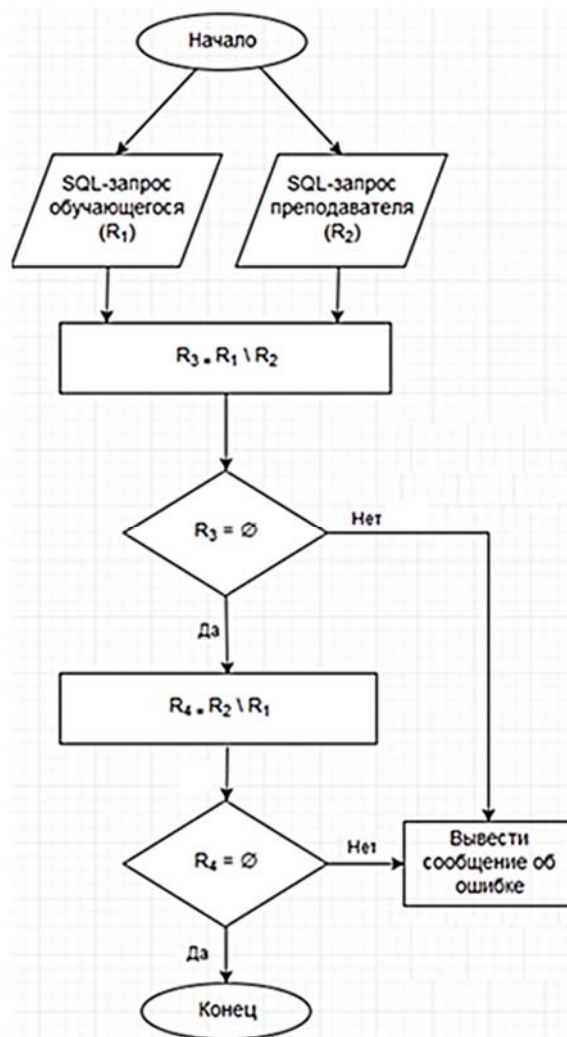 Начало
SQL-запрос
обучающегося
(R₁)
SQL-запрос
преподавателя
(R₂)
R₃ = R₁ \ R₂
R₃ = ∅
Нет
Да
R₄ = R₂ \ R₁
R₄ = ∅
Нет
Вывести
сообщение об
ошибке
Да
Конец